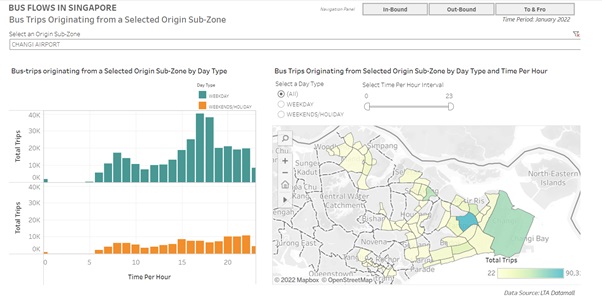 BUS FLOWS IN SINGAPORE
Bus Trips Originating from a Selected Origin Sub-Zone
Navigation Panel
In-Bound
Out-Bound
To & Fro
Time Period: January 2022
Select an Origin Sub-Zone
CHANGI AIRPORT
Bus-trips originating from a Selected Origin Sub-Zone by Day Type
Day Type
WEEKDAY
WEEKENDS/HOLIDAY
Total Trips
40K
30K
20K
10K
0K
Total Trips
40K
30K
20K
10K
0K
0
5
10
15
20
Time Per Hour
Bus Trips Originating from Selected Origin Sub-Zone by Day Type and Time Per Hour
Select a Day Type
(All)
WEEKDAY
WEEKENDS/HOLIDAY
Select Time Per Hour Interval
0
23
Woodl
Simpang
Sungai
Kadut
Chu Kang
Central Water
Catchment
Bishan
Novena
Parade
Queenstown
North-Eastern
Islands
Changi Bay
Total Trips
22
90,3
© 2022 Mapbox © OpenStreetMap
Data Source: LTA Datamall